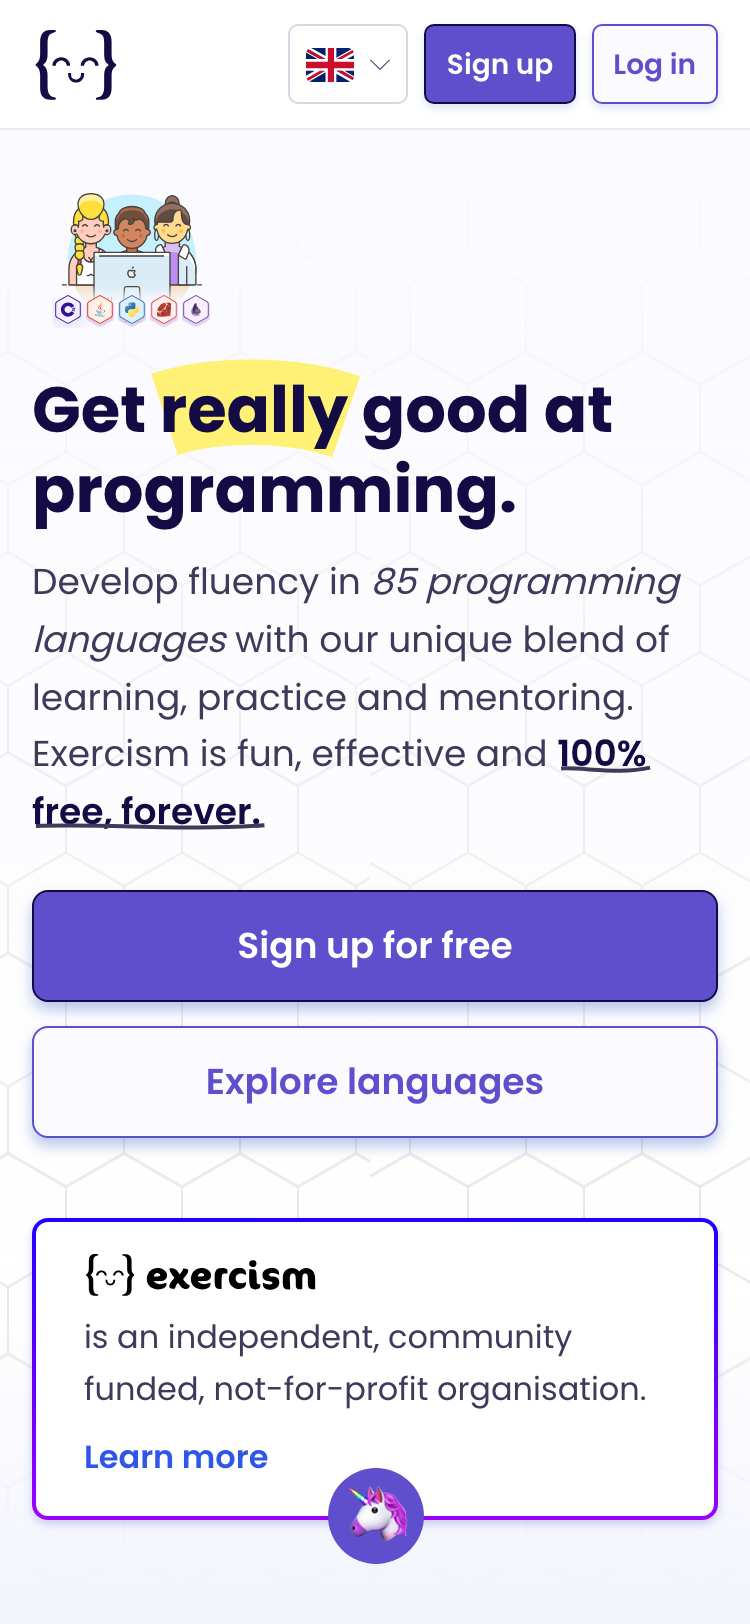 Sign up
Log in
Get really good at
programming.
Develop fluency in 85 programming
languages with our unique blend of
learning, practice and mentoring.
Exercism is fun, effective and 100%
free, forever.
Sign up for free
Explore languages
exercism
is an independent, community
funded, not-for-profit organisation.
Learn more